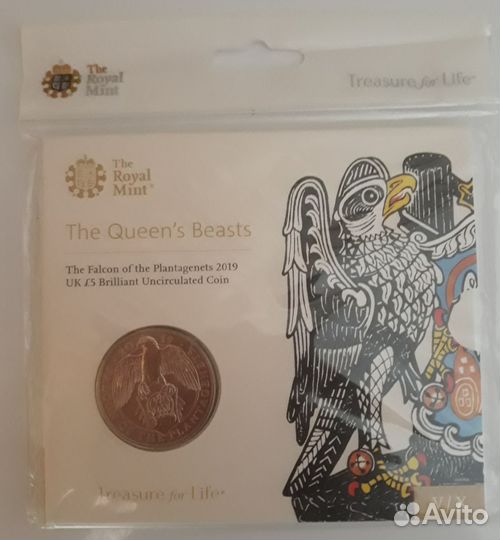 The
Royal
Mint
Treasure for Life
The
Royal
Mint®
The Queen's Beasts
The Falcon of the Plantagenets 2019
UK £5 Brilliant Uncirculated Coin
Treasure for Life®
Avito